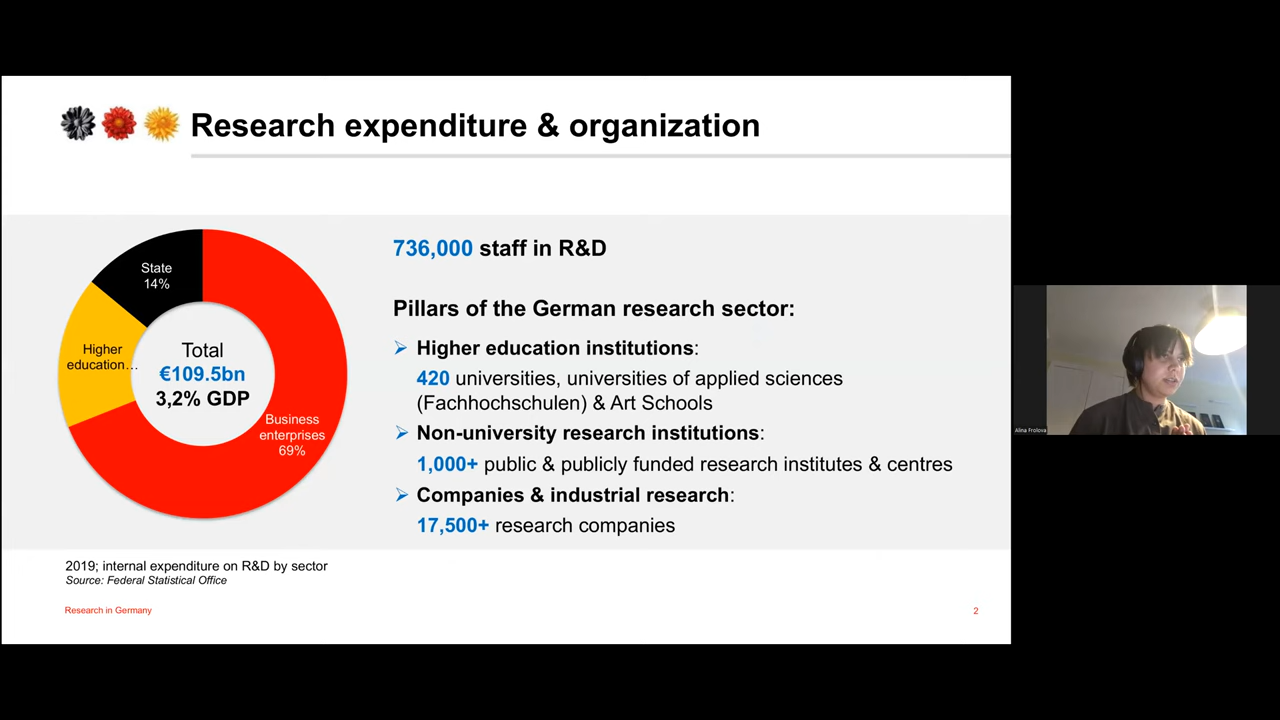 Research expenditure & organization
State
14%
Higher
education…
Total
€109.5bn
3,2% GDP
Business
enterprises
69%
736,000 staff in R&D
Pillars of the German research sector:
Higher education institutions:
420 universities, universities of applied sciences
(Fachhochschulen) & Art Schools
Non-university research institutions:
1,000+ public & publicly funded research institutes & centres
Companies & industrial research:
17,500+ research companies
2019; internal expenditure on R&D by sector
Source: Federal Statistical Office
Research in Germany
2
Alina Frolova